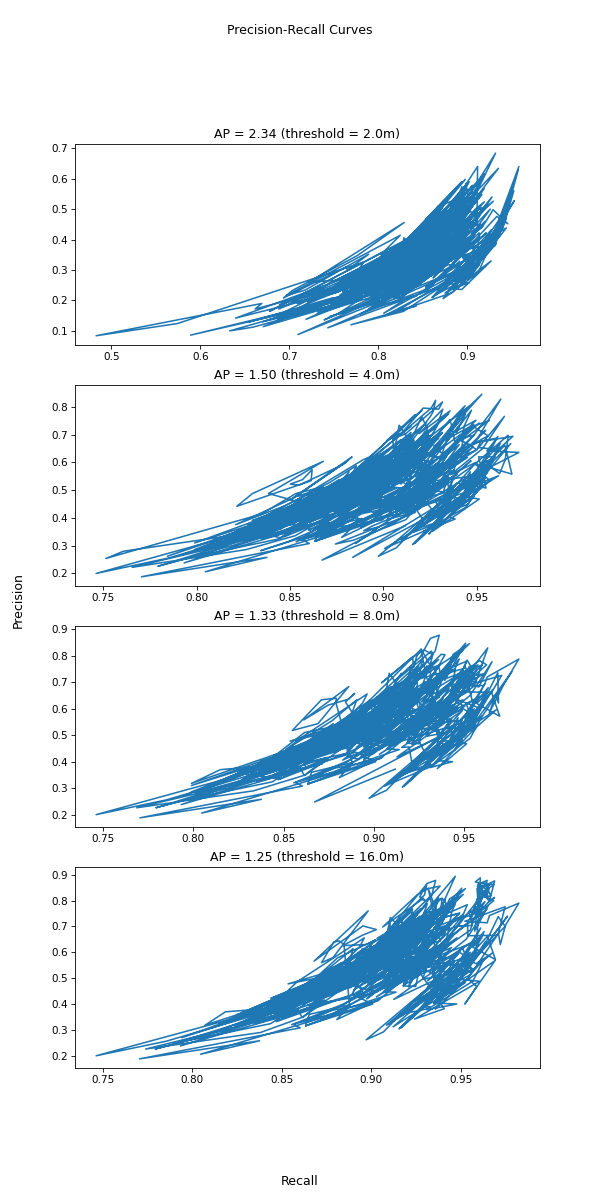 Precision-Recall Curves
AP = 2.34 (threshold = 2.0m)
0.7
0.6
0.5
0.4
0.3
0.2
0.1
0.5 0.6 0.7 0.8 0.9
AP = 1.50 (threshold = 4.0m)
0.8
0.7
0.6
0.5
0.4
0.3
0.2
0.75 0.80 0.85 0.90 0.95
Precision
AP = 1.33 (threshold = 8.0m)
0.9
0.8
0.7
0.6
0.5
0.4
0.3
0.2
0.75 0.80 0.85 0.90 0.95
AP = 1.25 (threshold = 16.0m)
0.9
0.8
0.7
0.6
0.5
0.4
0.3
0.2
0.75 0.80 0.85 0.90 0.95
Recall